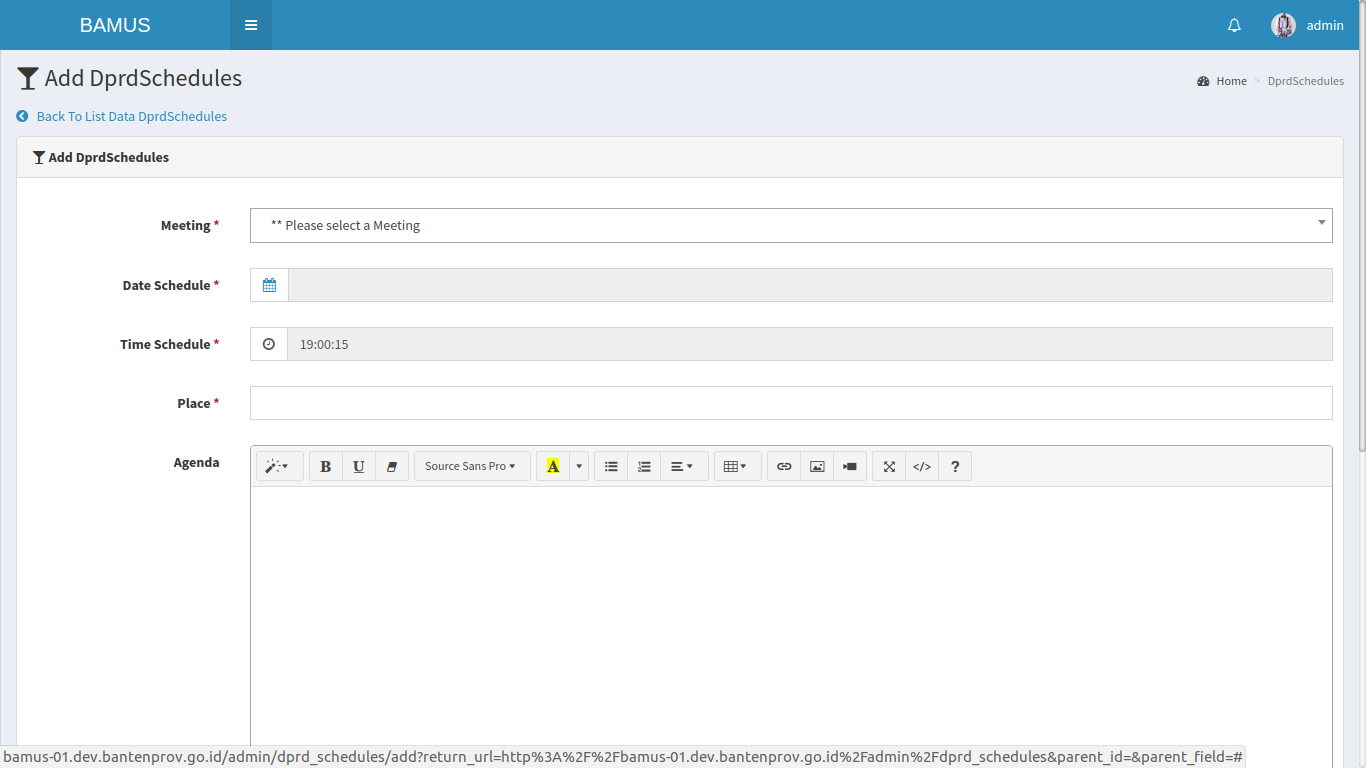 BAMUS
admin
Add DprdSchedules
Home > DprdSchedules
Back To List Data DprdSchedules
Add DprdSchedules
Meeting *
** Please select a Meeting
Date Schedule *
Time Schedule *
19:00:15
Place *
Agenda
B U Source Sans Pro A </> ?
bamus-01.dev.bantenprov.go.id/admin/dprd_schedules/add?return_url=http%3A%2F%2Fbamus-01.dev.bantenprov.go.id%2Fadmin%2Fdprd_schedules&parent_id=&parent_field=#